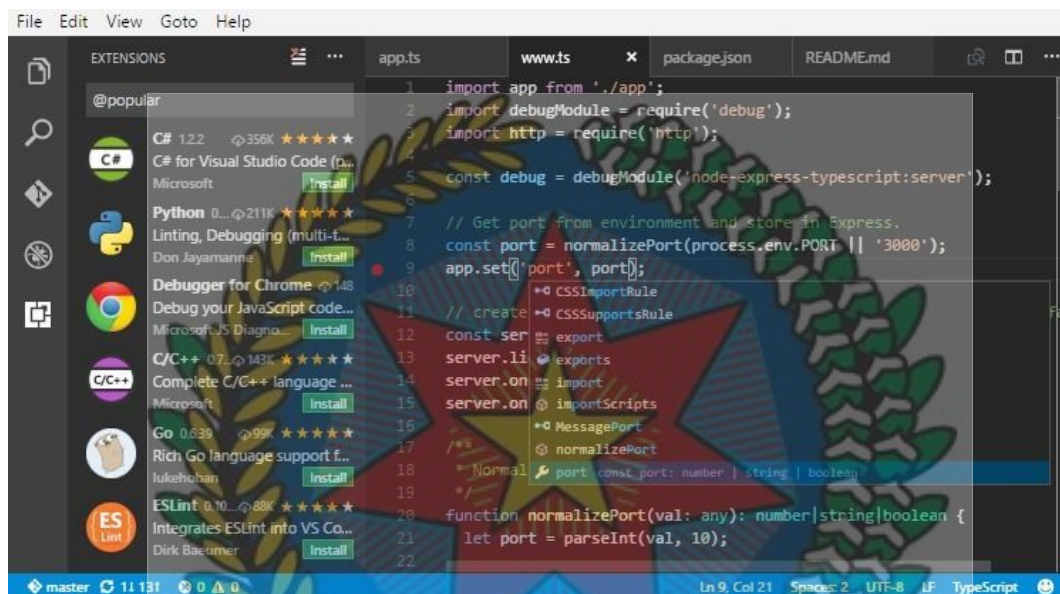 File Edit View Goto Help
EXTENSIONS
@popular
C# 1.2.2 356K
C# for Visual Studio Code (p...
Microsoft Install
Python 0... 211K
Linting, Debugging (multi-t...
Don Jayamanne Install
Debugger for Chrome 148
Debug your JavaScript code...
Microsoft JS Diagno... Install
C/C++ 0.7... 143K
Complete C/C++ language ...
Microsoft Install
Go 0.6.39 99K
Rich Go language support f...
lukehoban Install
ESLint 0.10... 88K
Integrates ESLint into VS Co...
Dirk Baeumer Install
C#
C/C++
ES
Lint
app.ts www.ts package.json README.md
1 import app from './app';
2 import debugModule = require('debug');
3 import http = require('http');
4
5 const debug = debugModule('node-express-typescript:server');
6
7 // Get port from environment and store in Express.
8 const port = normalizePort(process.env.PORT || '3000');
9 app.set('port', port);
10
11 // create
12 const ser
13 server.li
14 server.on
15 server.on
16
17 /**
18 * Normal
19 */
20 function normalizePort(val: any): number|string|boolean {
21 let port = parseInt(val, 10);
22
CSSImportRule
CSSSupportsRule
export
exports
import
importScripts
MessagePort
normalizePort
port const port: number | string | boolean
master 1↓ 13↑ 0 0 Ln 9, Col 21 Spaces: 2 UTF-8 LF TypeScript